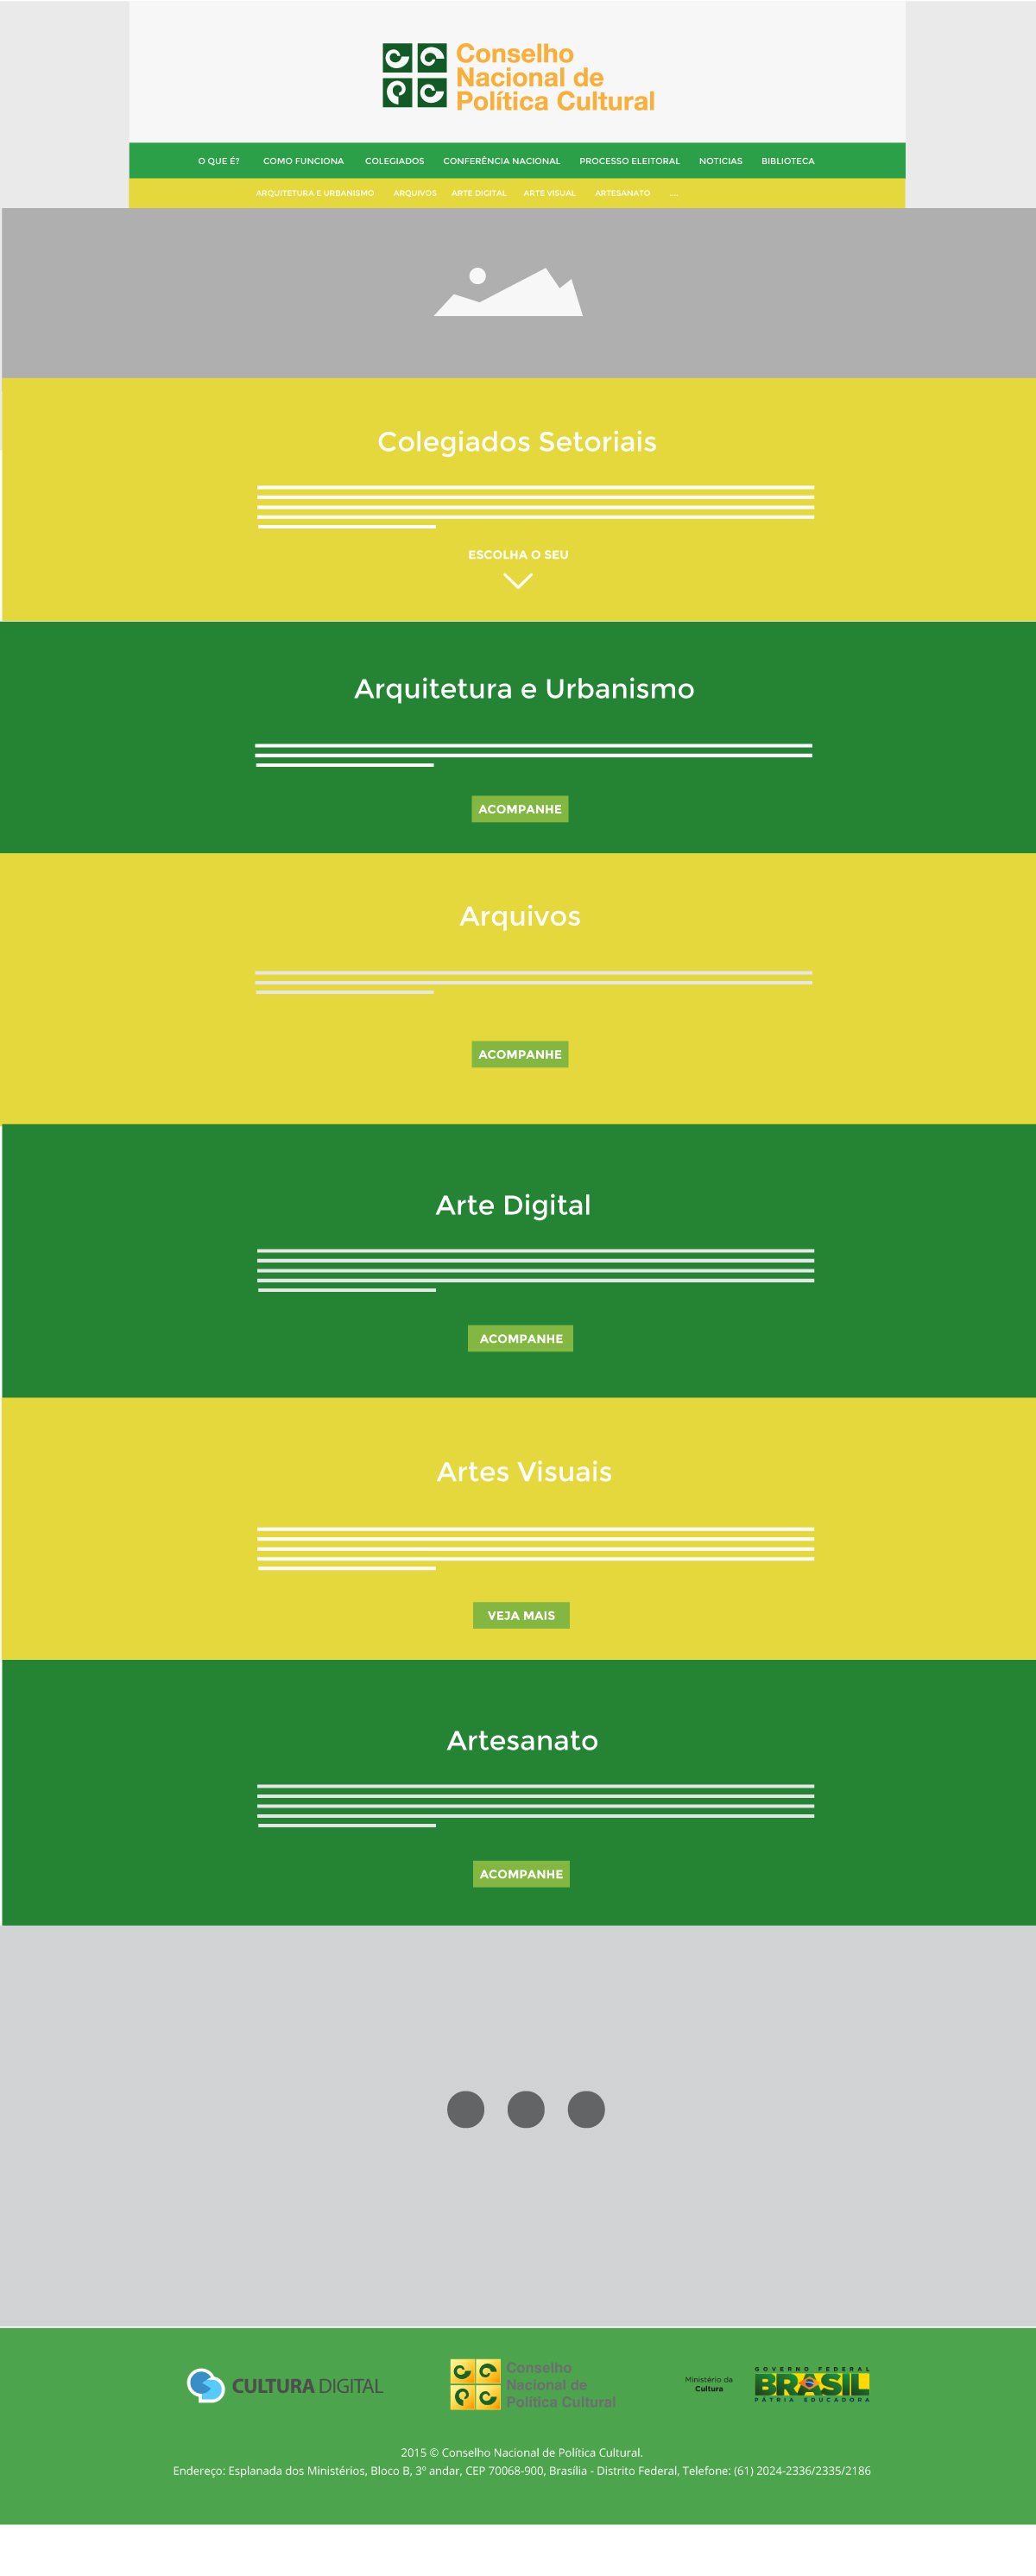 Conselho
Nacional de
Política Cultural
O QUE É? COMO FUNCIONA COLEGIADOS CONFERÊNCIA NACIONAL PROCESSO ELEITORAL NOTICIAS BIBLIOTECA
ARQUITETURA E URBANISMO ARQUIVOS ARTE DIGITAL ARTE VISUAL ARTESANATO ...
Colegiados Setoriais
ESCOLHA O SEU
Arquitetura e Urbanismo
ACOMPANHE
Arquivos
ACOMPANHE
Arte Digital
ACOMPANHE
Artes Visuais
VEJA MAIS
Artesanato
ACOMPANHE
CULTURA DIGITAL
Conselho
Nacional de
Política Cultural
Ministério da
Cultura
GOVERNO FEDERAL
BRASIL
PÁTRIA EDUCADORA
2015 © Conselho Nacional de Política Cultural.
Endereço: Esplanada dos Ministérios, Bloco B, 3º andar, CEP 70068-900, Brasília - Distrito Federal, Telefone: (61) 2024-2336/2335/2186